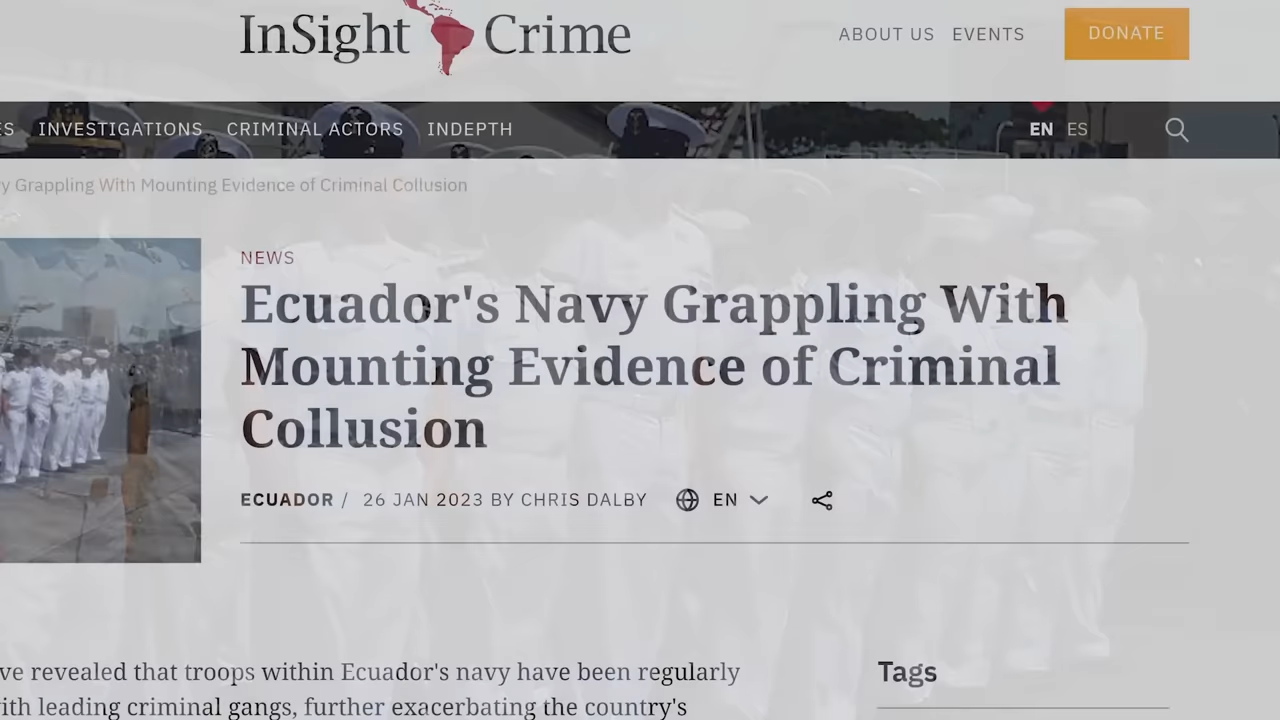 InSight Crime
ABOUT US EVENTS DONATE
INVESTIGATIONS CRIMINAL ACTORS INDEPTH EN ES
Grappling With Mounting Evidence of Criminal Collusion
NEWS
Ecuador's Navy Grappling With
Mounting Evidence of Criminal
Collusion
ECUADOR / 26 JAN 2023 BY CHRIS DALBY EN
revealed that troops within Ecuador's navy have been regularly
Tags
leading criminal gangs, further exacerbating the country's